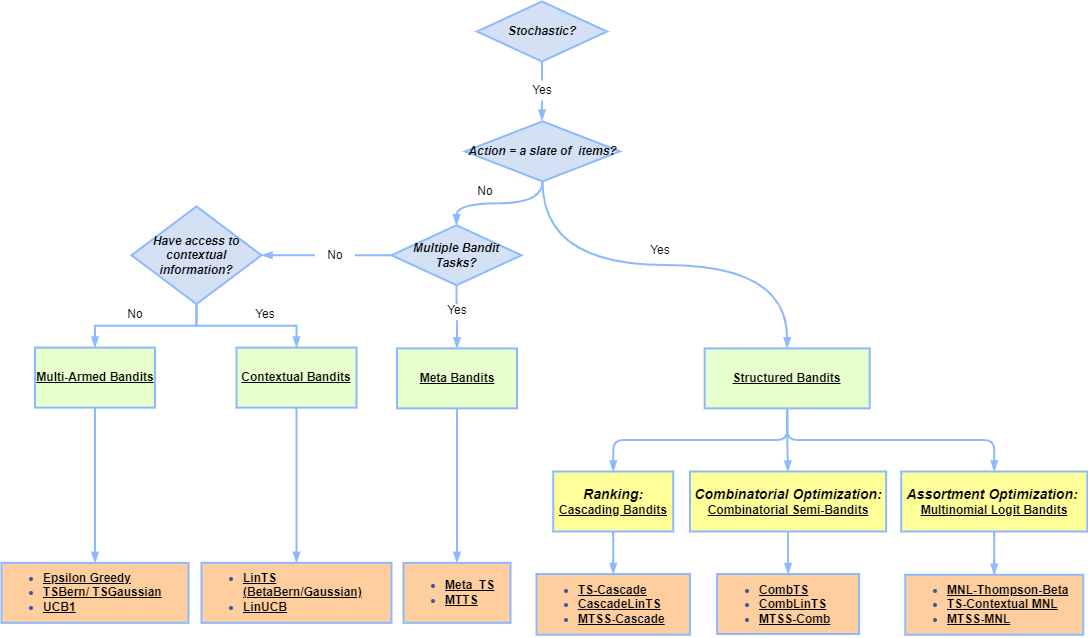 Stochastic?
Yes
Action = a slate of items?
No
Yes
Multiple Bandit
Tasks?
No
Have access to
contextual
information?
Yes
No
Yes
Multi-Armed Bandits
Contextual Bandits
Meta Bandits
Structured Bandits
Ranking:
Cascading Bandits
Combinatorial Optimization:
Combinatorial Semi-Bandits
Assortment Optimization:
Multinomial Logit Bandits
Epsilon Greedy
TSBern/ TSGaussian
UCB1
LinTS
(BetaBern/Gaussian)
LinUCB
Meta_TS
MTTS
TS-Cascade
CascadeLinTS
MTSS-Cascade
CombTS
CombLinTS
MTSS-Comb
MNL-Thompson-Beta
TS-Contextual MNL
MTSS-MNL